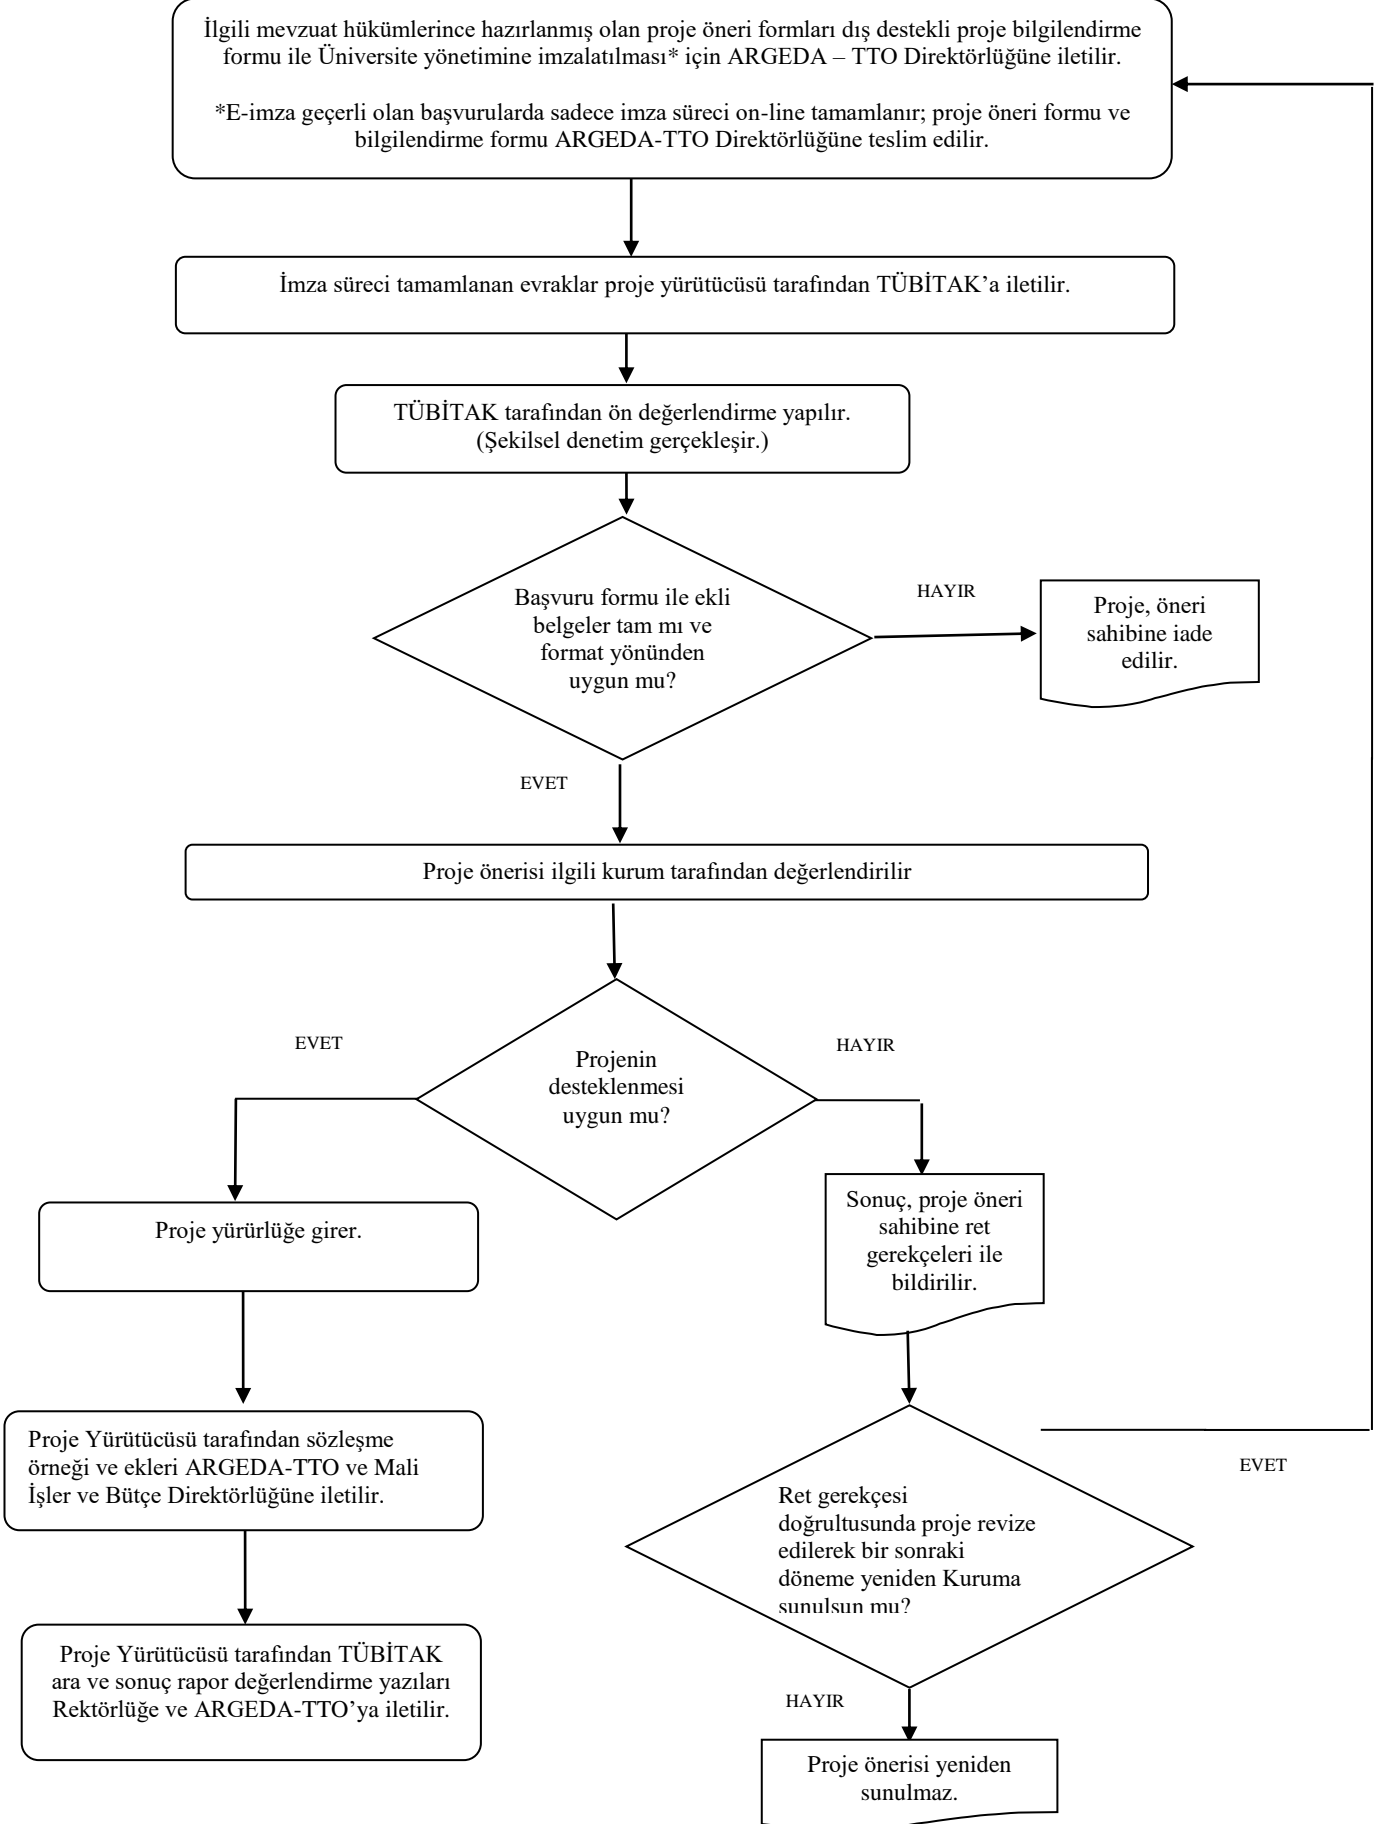 İlgili mevzuat hükümlerince hazırlanmış olan proje öneri formları dış destekli proje bilgilendirme
formu ile Üniversite yönetimine imzalatılması* için ARGEDA – TTO Direktörlüğüne iletilir.
*E-imza geçerli olan başvurularda sadece imza süreci on-line tamamlanır; proje öneri formu ve
bilgilendirme formu ARGEDA-TTO Direktörlüğüne teslim edilir.
İmza süreci tamamlanan evraklar proje yürütücüsü tarafından TÜBİTAK’a iletilir.
TÜBİTAK tarafından ön değerlendirme yapılır.
(Şekilsel denetim gerçekleşir.)
Başvuru formu ile ekli
belgeler tam mı ve
format yönünden
uygun mu?
HAYIR
Proje, öneri
sahibine iade
edilir.
EVET
Proje önerisi ilgili kurum tarafından değerlendirilir
EVET
Projenin
desteklenmesi
uygun mu?
HAYIR
Proje yürürlüğe girer.
Sonuç, proje öneri
sahibine ret
gerekçeleri ile
bildirilir.
Proje Yürütücüsü tarafından sözleşme
örneği ve ekleri ARGEDA-TTO ve Mali
İşler ve Bütçe Direktörlüğüne iletilir.
EVET
Ret gerekçesi
doğrultusunda proje revize
edilerek bir sonraki
döneme yeniden Kuruma
sunulsun mu?
Proje Yürütücüsü tarafından TÜBİTAK
ara ve sonuç rapor değerlendirme yazıları
Rektörlüğe ve ARGEDA-TTO’ya iletilir.
HAYIR
Proje önerisi yeniden
sunulmaz.